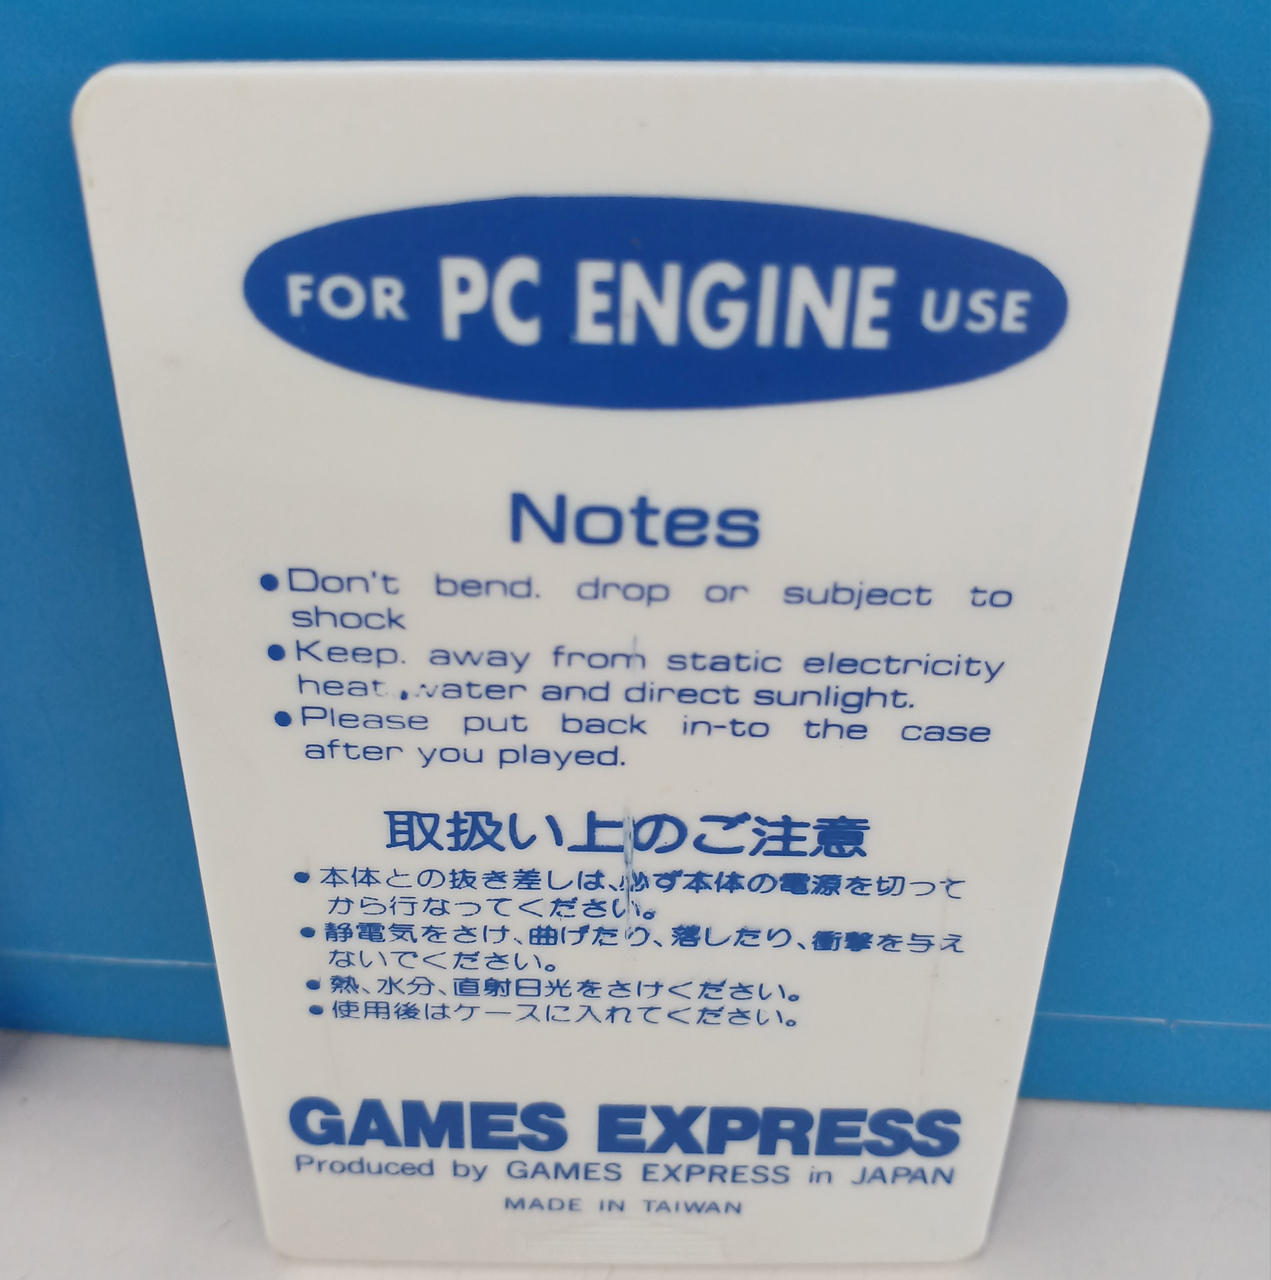 FOR PC ENGINE USE
Notes
●Don't bend. drop or subject to
shock
●Keep. away from static electricity
heat. , water and direct sunlight.
●Please put back in-to the case
after you played.
取扱い上のご注意
●本体との抜き差しは、必ず本体の電源を切って
から行なってください。
●静電気をさけ、曲げたり、落したり、衝撃を与え
ないでください。
●熱、水分、直射日光をさけください。
●使用後はケースに入れてください。
GAMES EXPRESS
Produced by GAMES EXPRESS in JAPAN
MADE IN TAIWAN